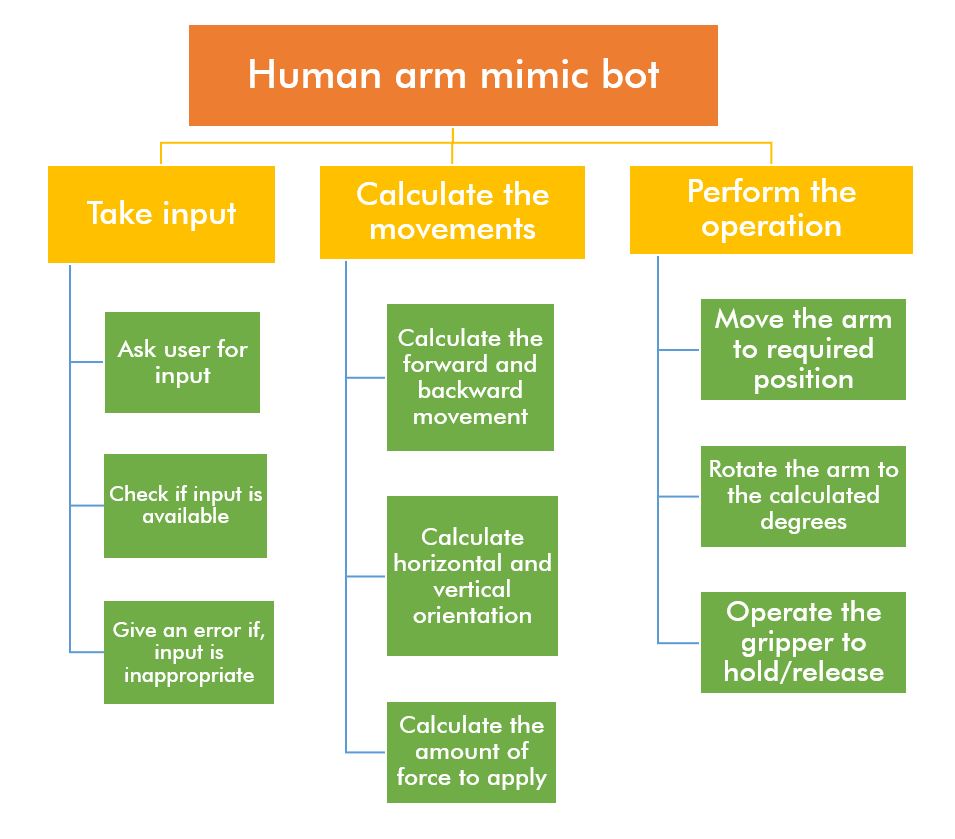 Human arm mimic bot
Take input
Ask user for
input
Check if input is
available
Give an error if,
input is
inappropriate
Calculate the
movements
Calculate the
forward and
backward
movement
Calculate
horizontal and
vertical
orientation
Calculate the
amount of
force to apply
Perform the
operation
Move the arm
to required
position
Rotate the arm to
the calculated
degrees
Operate the
gripper to
hold/release